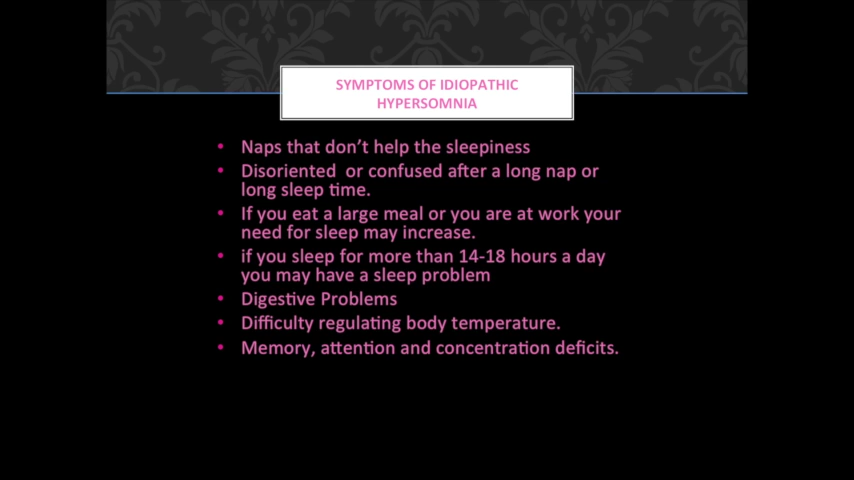 SYMPTOMS OF IDIOPATHIC
HYPERSOMNIA
• Naps that don't help the sleepiness
• Disoriented  or confused after a long nap or
long sleep time.
• If you eat a large meal or you are at work your
need for sleep may increase.
• if you sleep for more than 14-18 hours a day
you may have a sleep problem
• Digestive Problems
• Difficulty regulating body temperature.
• Memory, attention and concentration deficits.